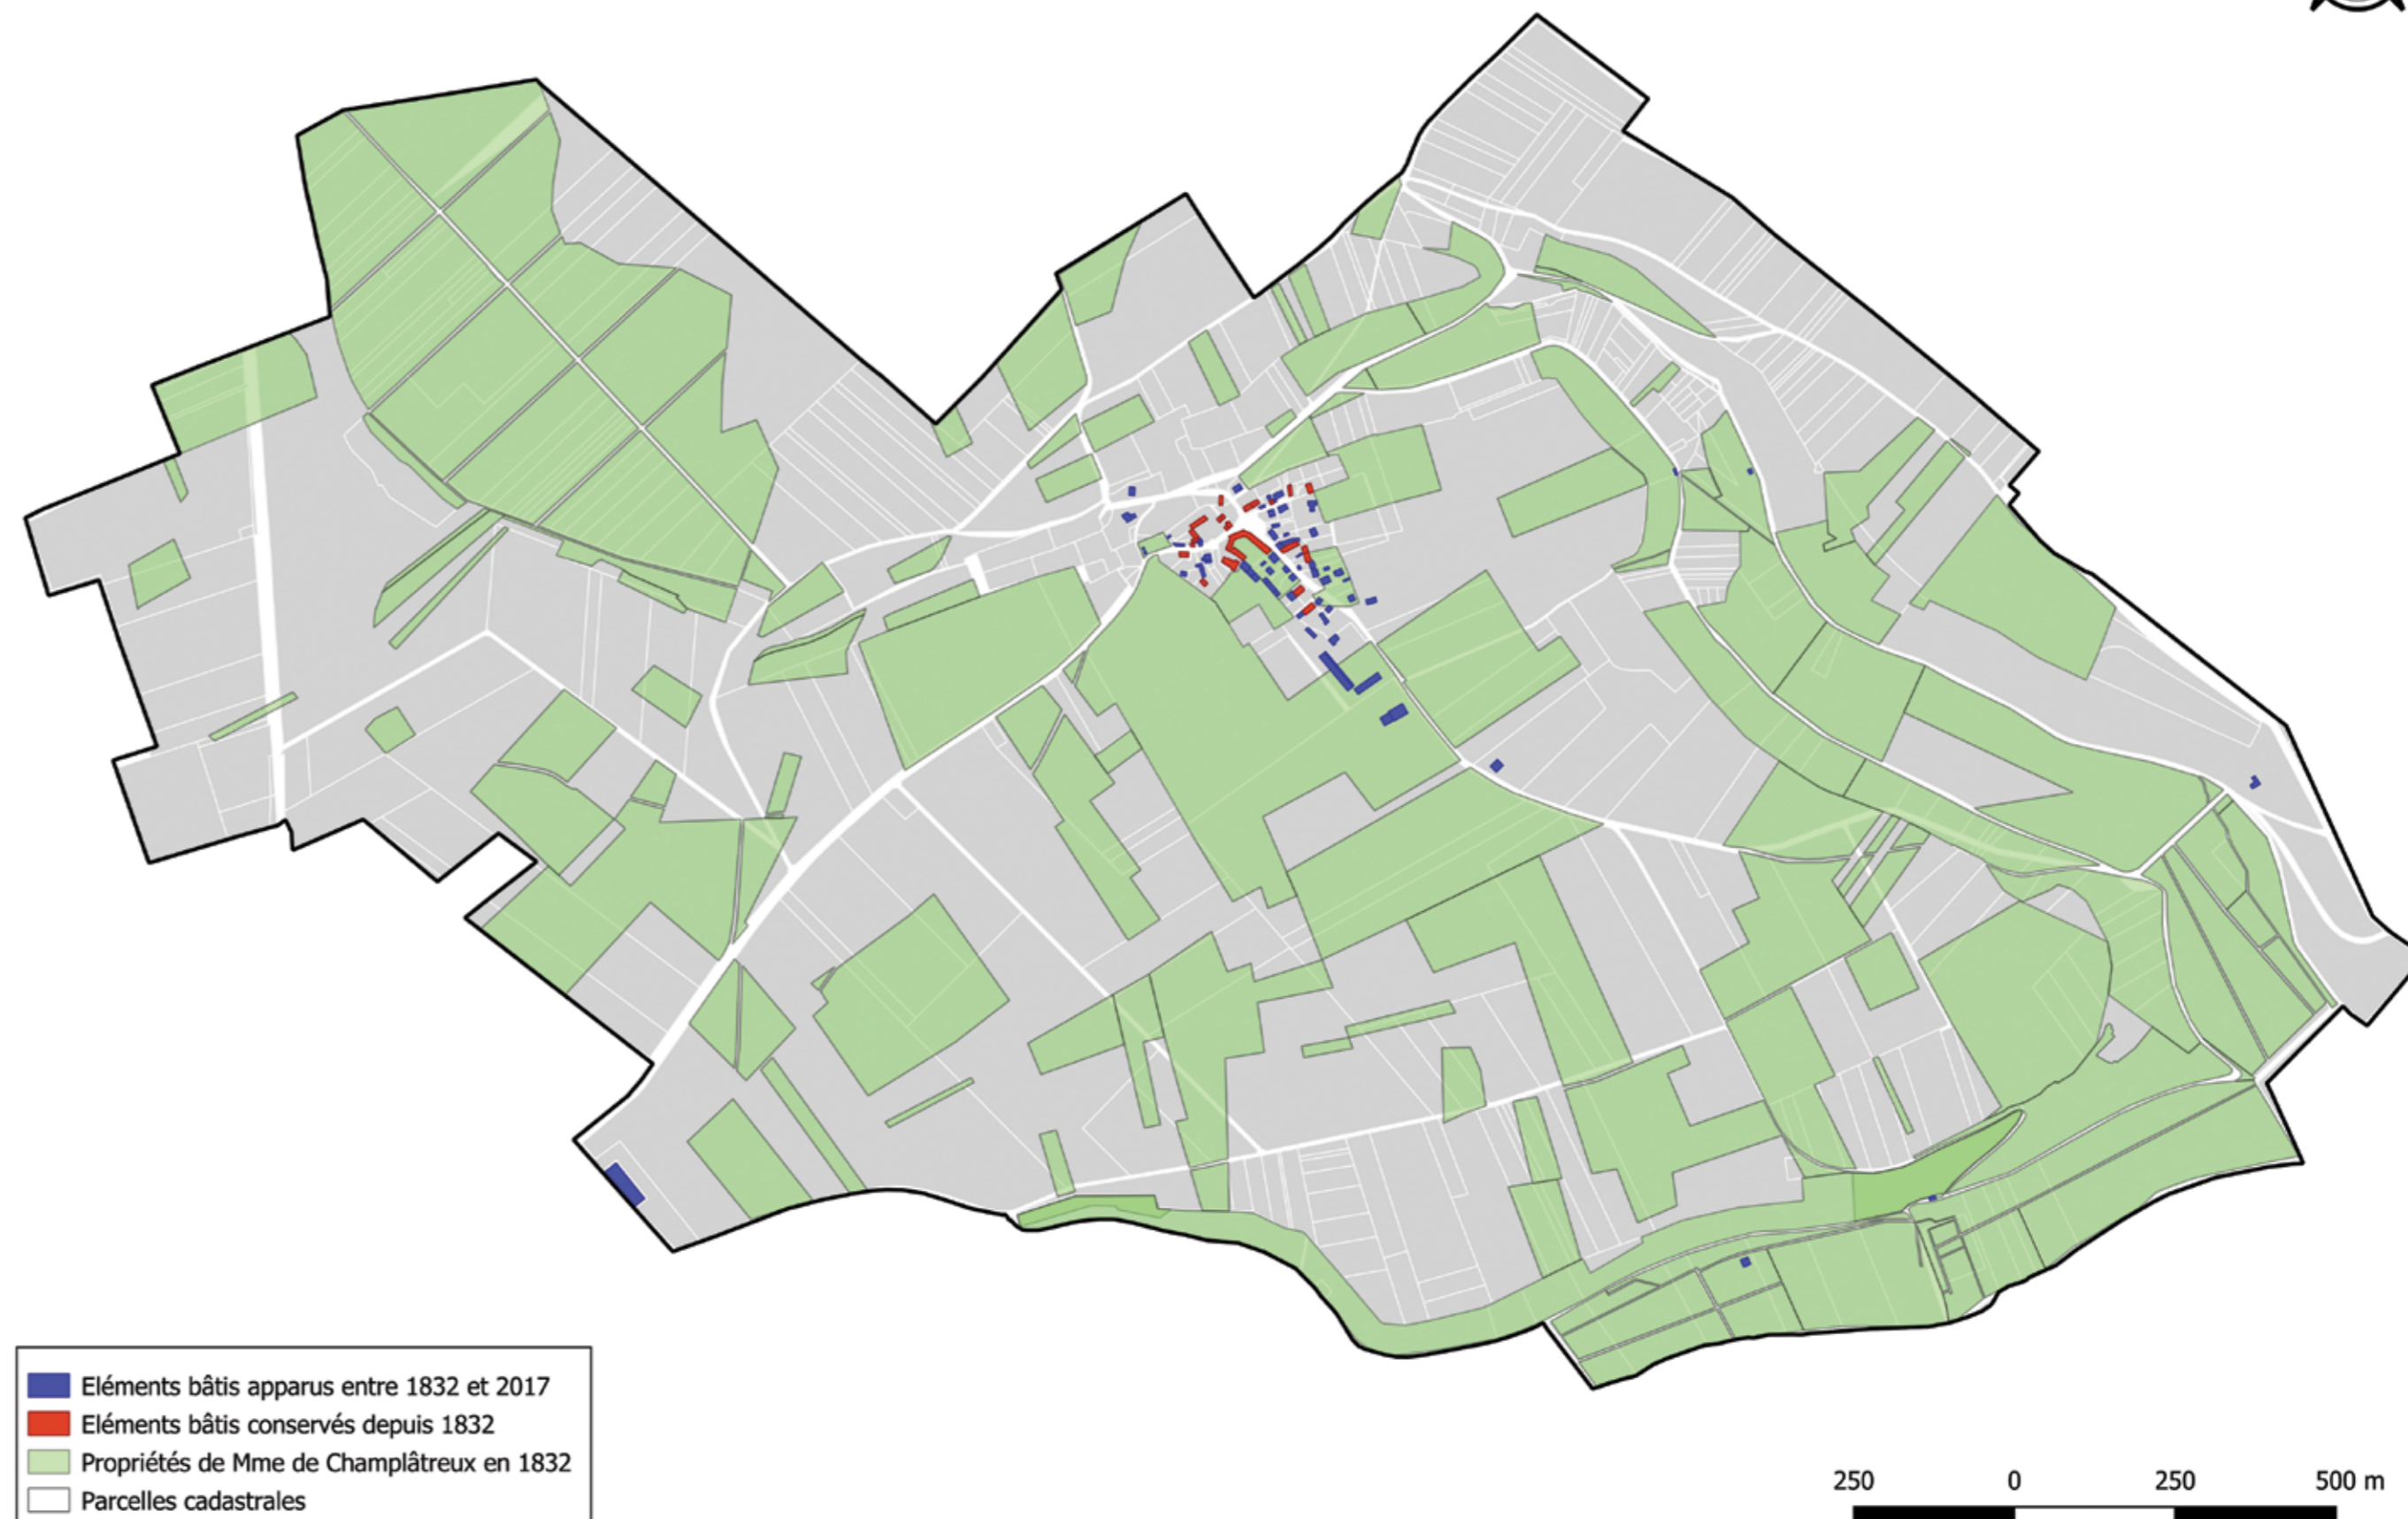 Eléments bâtis apparus entre 1832 et 2017
Eléments bâtis conservés depuis 1832
Propriétés de Mme de Champlâtreux en 1832
Parcelles cadastrales
250 0 250 500 m